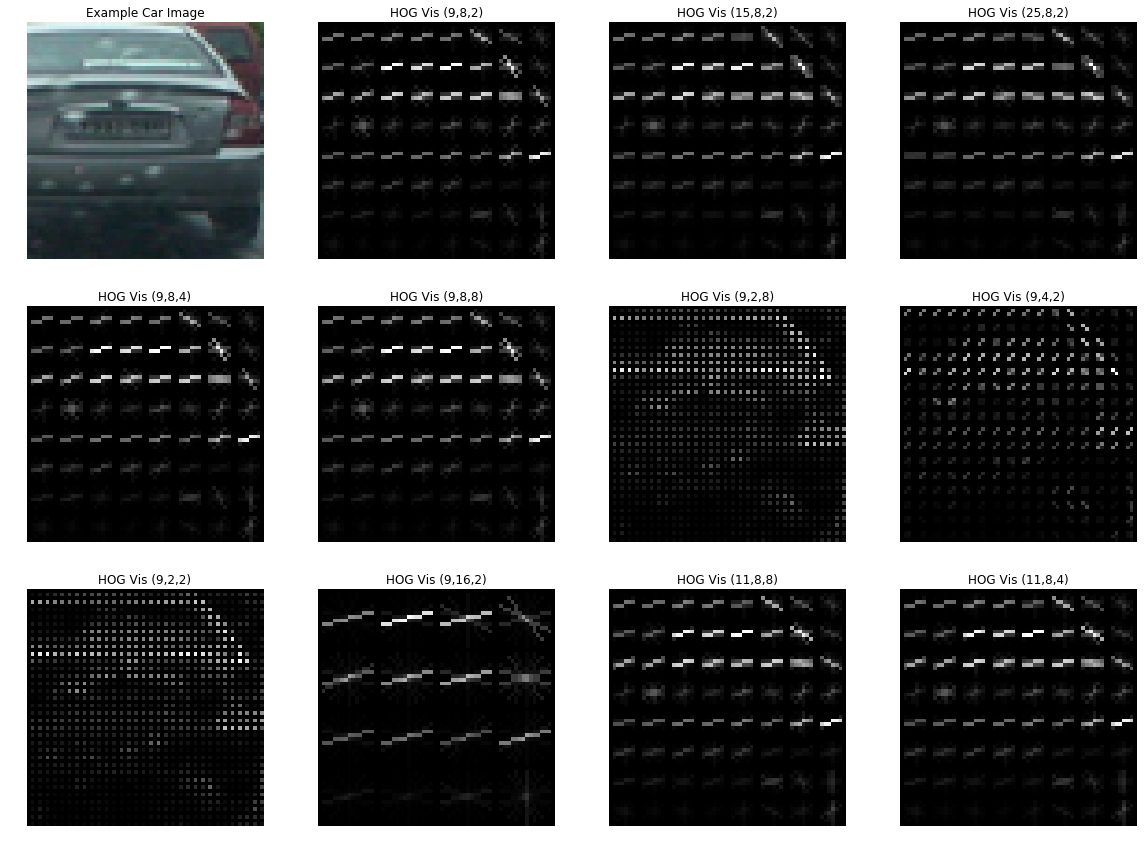 Example Car Image
HOG Vis (9,8,2)
HOG Vis (15,8,2)
HOG Vis (25,8,2)
HOG Vis (9,8,4)
HOG Vis (9,8,8)
HOG Vis (9,2,8)
HOG Vis (9,4,2)
HOG Vis (9,2,2)
HOG Vis (9,16,2)
HOG Vis (11,8,8)
HOG Vis (11,8,4)